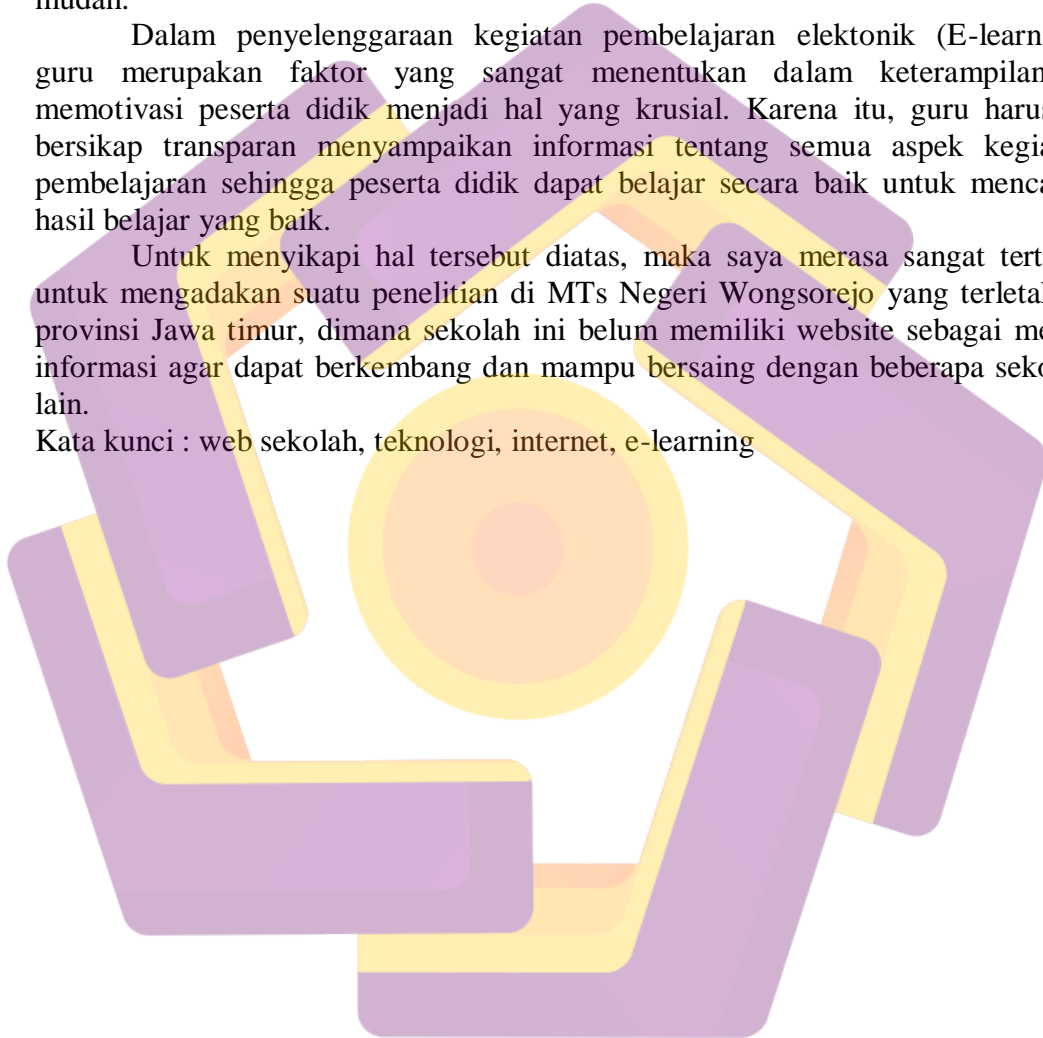 mudah.
Dalam penyelenggaraan kegiatan pembelajaran elektonik (E-learn
guru merupakan faktor yang sangat menentukan dalam keterampilan
memotivasi peserta didik menjadi hal yang krusial. Karena itu, guru harus
bersikap transparan menyampaikan informasi tentang semua aspek kegia
pembelajaran sehingga peserta didik dapat belajar secara baik untuk menca
hasil belajar yang baik.
Untuk menyikapi hal tersebut diatas, maka saya merasa sangat tert
untuk mengadakan suatu penelitian di MTs Negeri Wongsorejo yang terleta
provinsi Jawa timur, dimana sekolah ini belum memiliki website sebagai me
informasi agar dapat berkembang dan mampu bersaing dengan beberapa seko
lain.
Kata kunci : web sekolah, teknologi, internet, e-learning